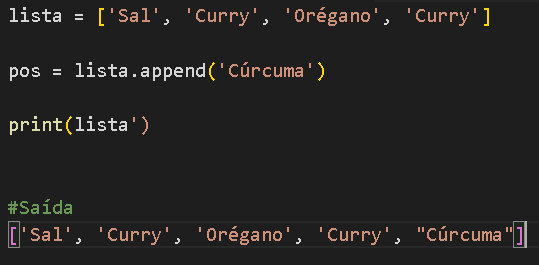 lista = ['Sal', 'Curry', 'Orégano', 'Curry']
pos = lista.append('Cúrcuma')
print(lista')
#Saída
['Sal', 'Curry', 'Orégano', 'Curry', "Cúrcuma"]